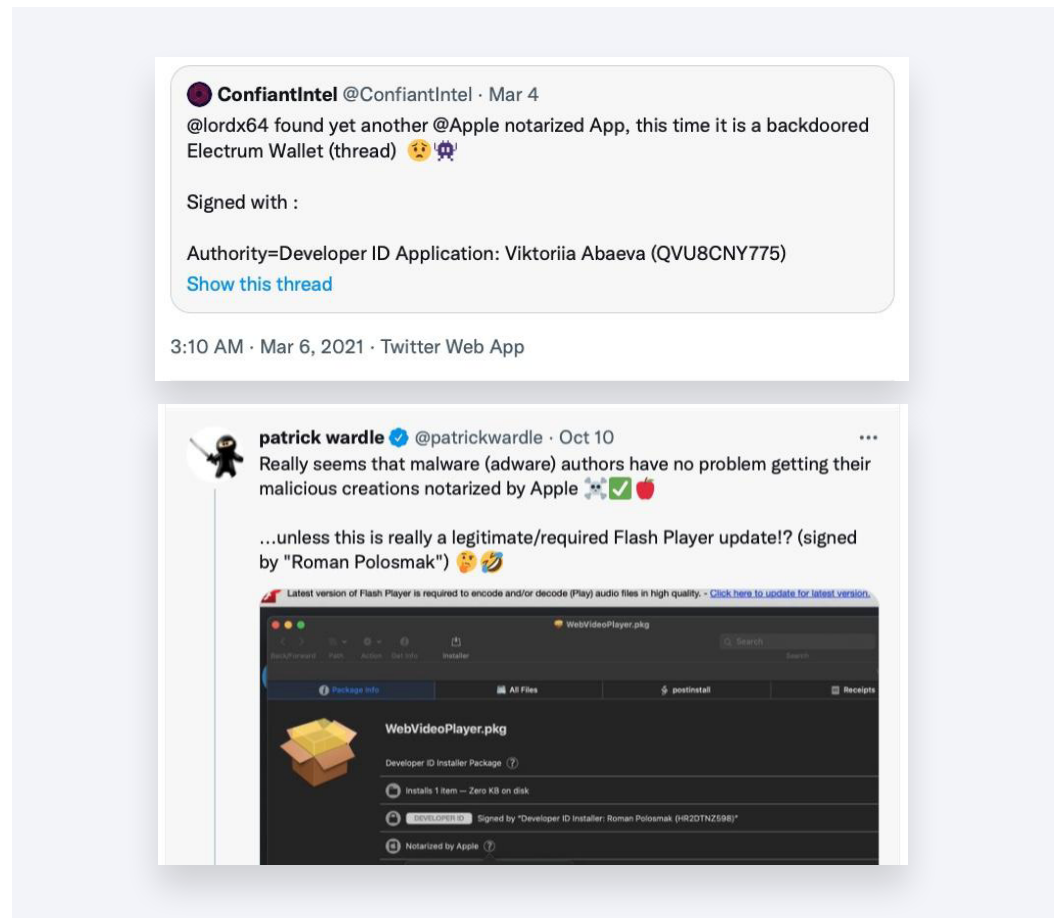 ConfiantIntel @ConfiantIntel · Mar 4
@lordx64 found yet another @Apple notarized App, this time it is a backdoored
Electrum Wallet (thread) 😟👾
Signed with :
Authority=Developer ID Application: Viktoriia Abaeva (QVU8CNY775)
Show this thread
3:10 AM · Mar 6, 2021 · Twitter Web App
patrick wardle @patrickwardle · Oct 10
Really seems that malware (adware) authors have no problem getting their
malicious creations notarized by Apple ☠️✅🍎
...unless this is really a legitimate/required Flash Player update!? (signed
by "Roman Polosmak") 🤔🤣
Latest version of Flash Player is required to encode and/or decode (Play) audio files in high quality. - Click here to update for latest version.
WebVideoPlayer.pkg
Search
Back/Forward Path Action Get Info Installer Search
Package Info All Files postinstall Receipts
WebVideoPlayer.pkg
Developer ID Installer Package ?
Installs 1 item — Zero KB on disk
DEVELOPER ID Signed by "Developer ID Installer: Roman Polosmak (HR2DTNZ598)"
Notarized by Apple ?